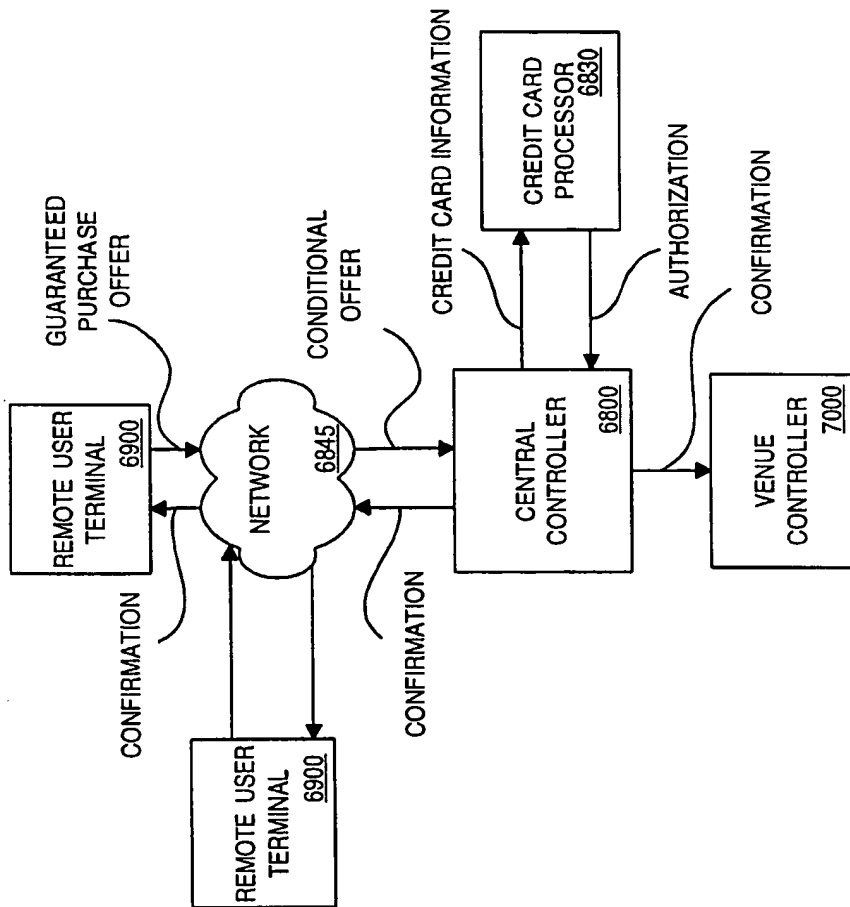 GUARANTEED
PURCHASE
OFFER
CONDITIONAL
OFFER
CREDIT CARD INFORMATION
CREDIT CARD
PROCESSOR
6830
AUTHORIZATION
CONFIRMATION
REMOTE USER
TERMINAL
6900
NETWORK
6845
CENTRAL
CONTROLLER
6800
VENUE
CONTROLLER
7000
CONFIRMATION
CONFIRMATION
REMOTE USER
TERMINAL
6900